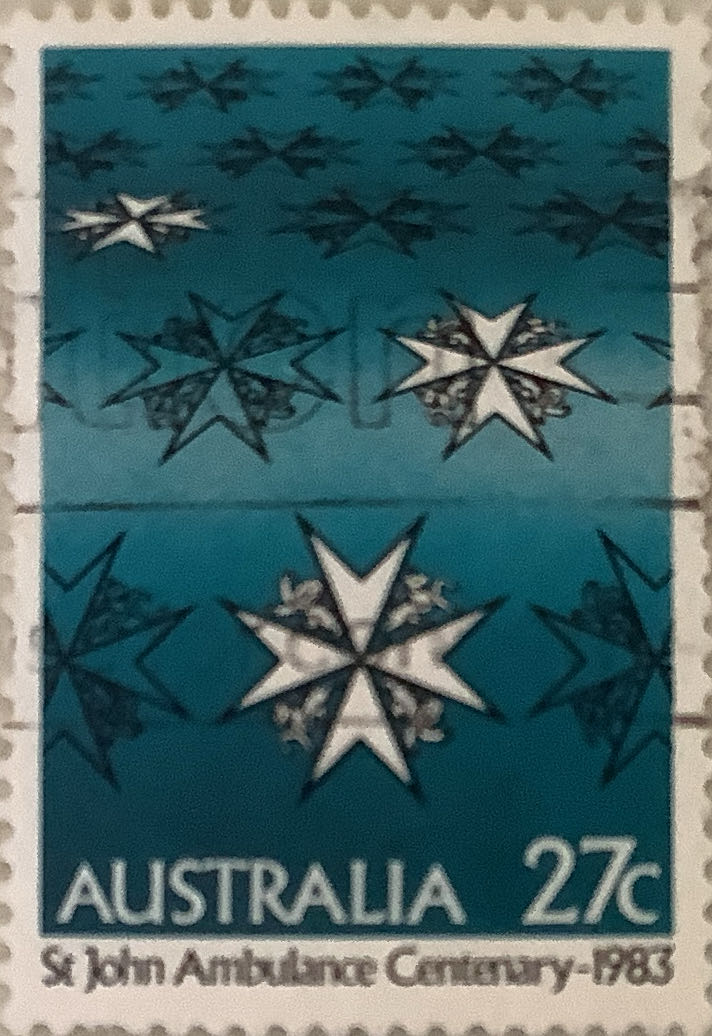 AUSTRALIA 27c
St John Ambulance Centenary-1983